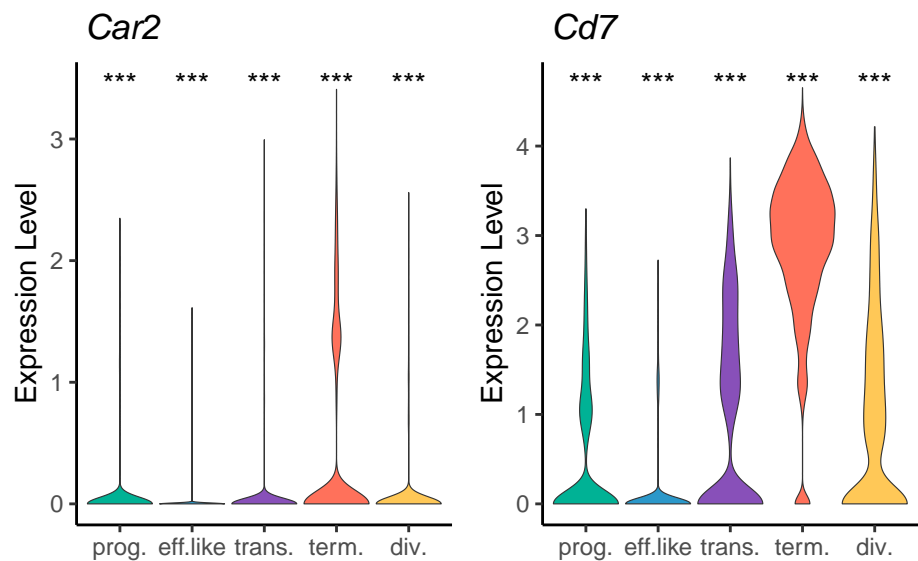 Car2
*** *** *** *** ***
Expression Level
3
2
1
0
prog. eff.like trans. term. div.
Cd7
*** *** *** *** ***
Expression Level
4
3
2
1
0
prog. eff.like trans. term. div.